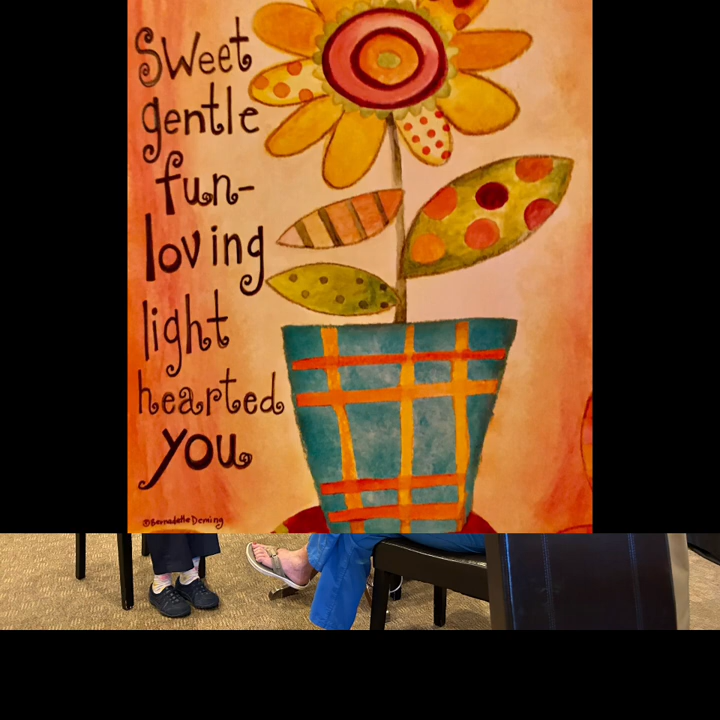 Sweet
gentle
fun-
loving
light
hearted
you
©Bernadette Deming